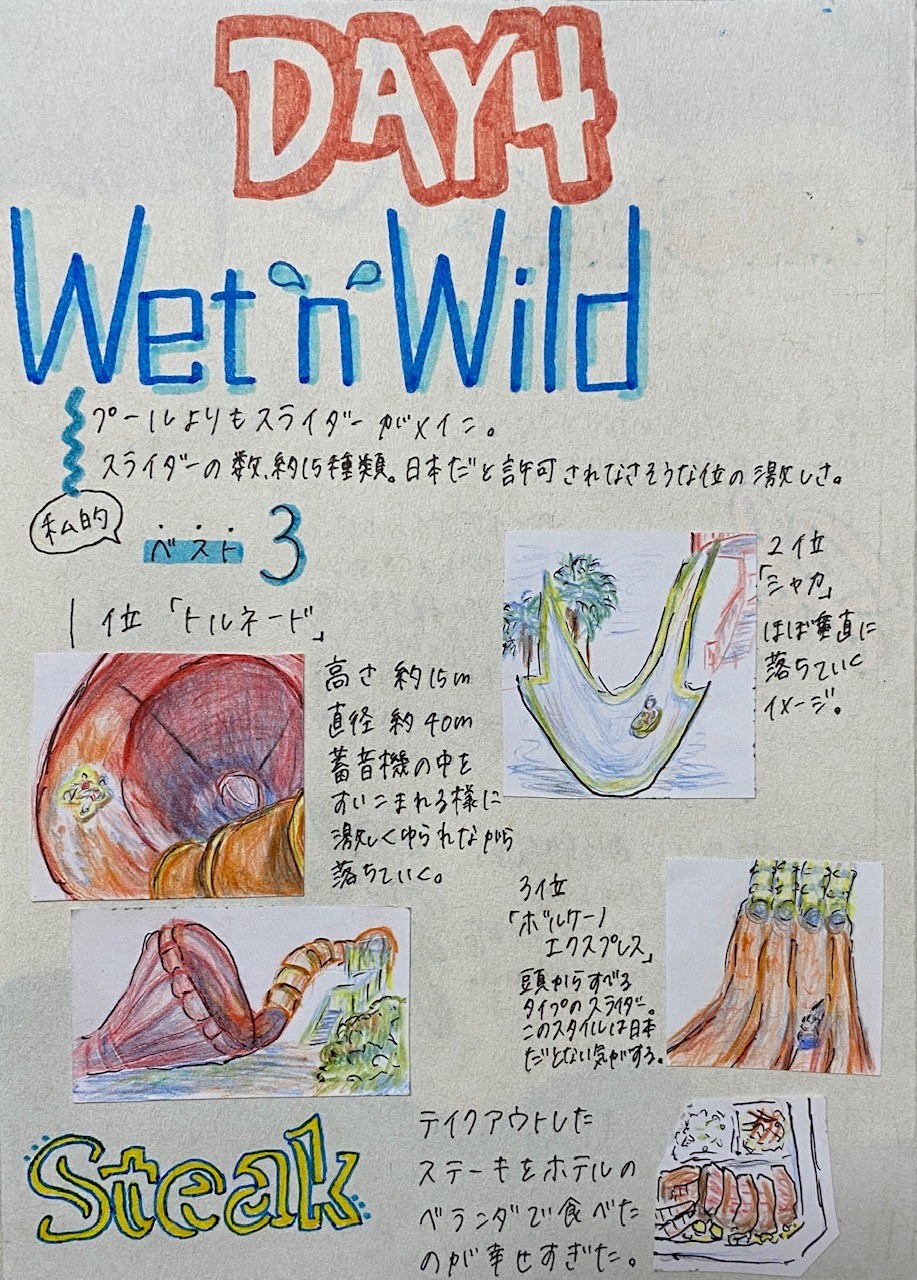 DAY4
Wet'n'Wild
プールよりもスライダーがメイン。
スライダーの数、約15種類。日本だと許可されなさそうな位の激しさ。
私的
ベスト3
1位「トルネード」
高さ 約15m
直径 約40m
蓄音機の中を
すいこまれる様に
激しくゆられながら
落ちていく。
2位
「シャカ」
ほぼ垂直に
落ちていく
イメージ。
3位
「ボルケーノ
エクスプレス」
頭からすべる
タイプのスライダー。
このスタイルは日本
だとない気がする。
Steak
テイクアウトした
ステーキをホテルの
ベランダで食べた
のが幸せすぎた。